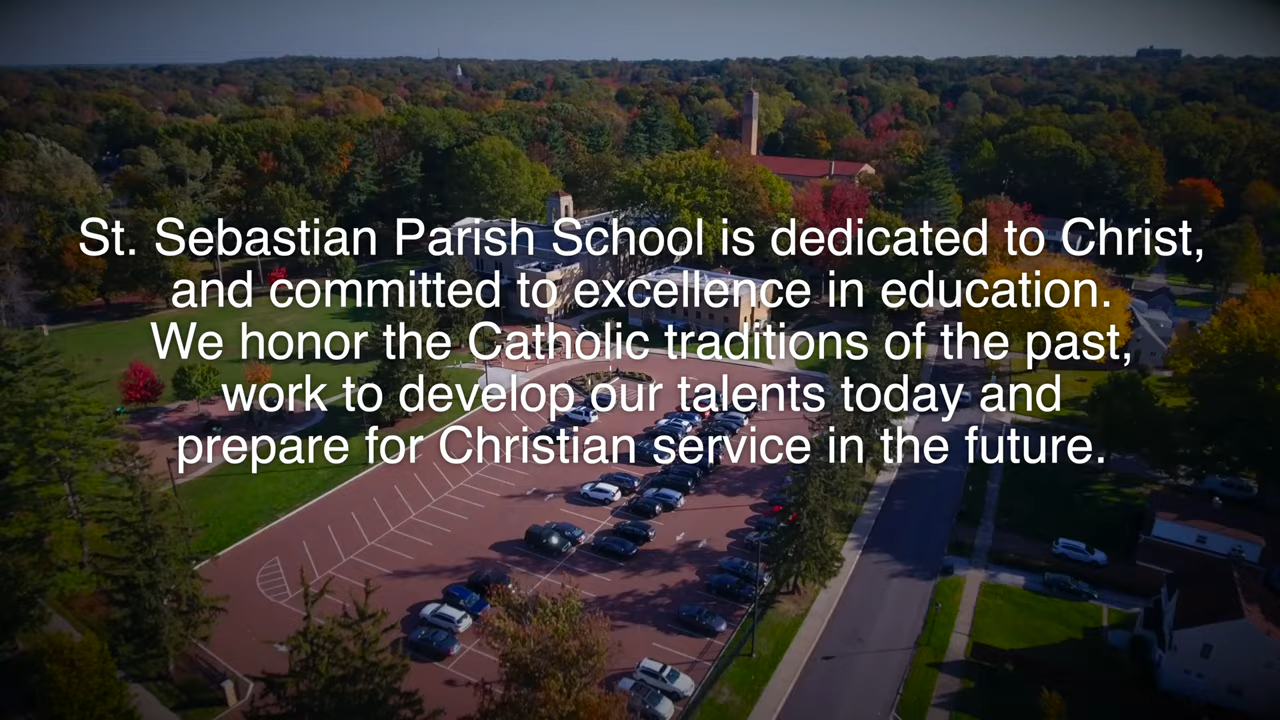 St. Sebastian Parish School is dedicated to Christ,
and committed to excellence in education.
We honor the Catholic traditions of the past,
work to develop our talents today and
prepare for Christian service in the future.